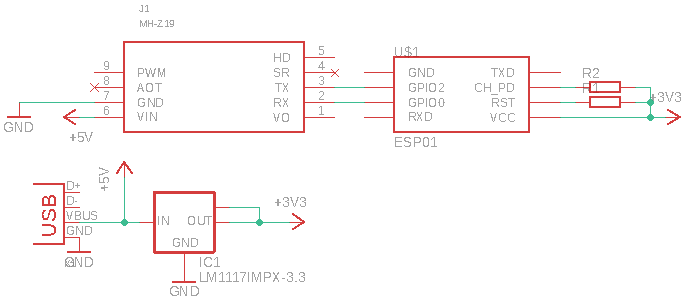 J1
MH-Z19
9 PWM
8 AOT
7 GND
6 VIN
HD 5
SR 4
TX 3
RX 2
VO 1
GND
+5V
U$1
GND
GPIO2
GPIO0
RXD
TXD
CH_PD
RST
VCC
ESP01
R2
R1
+3V3
USB
D+
D-
VBUS
GND
GND
+5V
IN
OUT
GND
IC1
LM1117IMPX-3.3
GND
+3V3